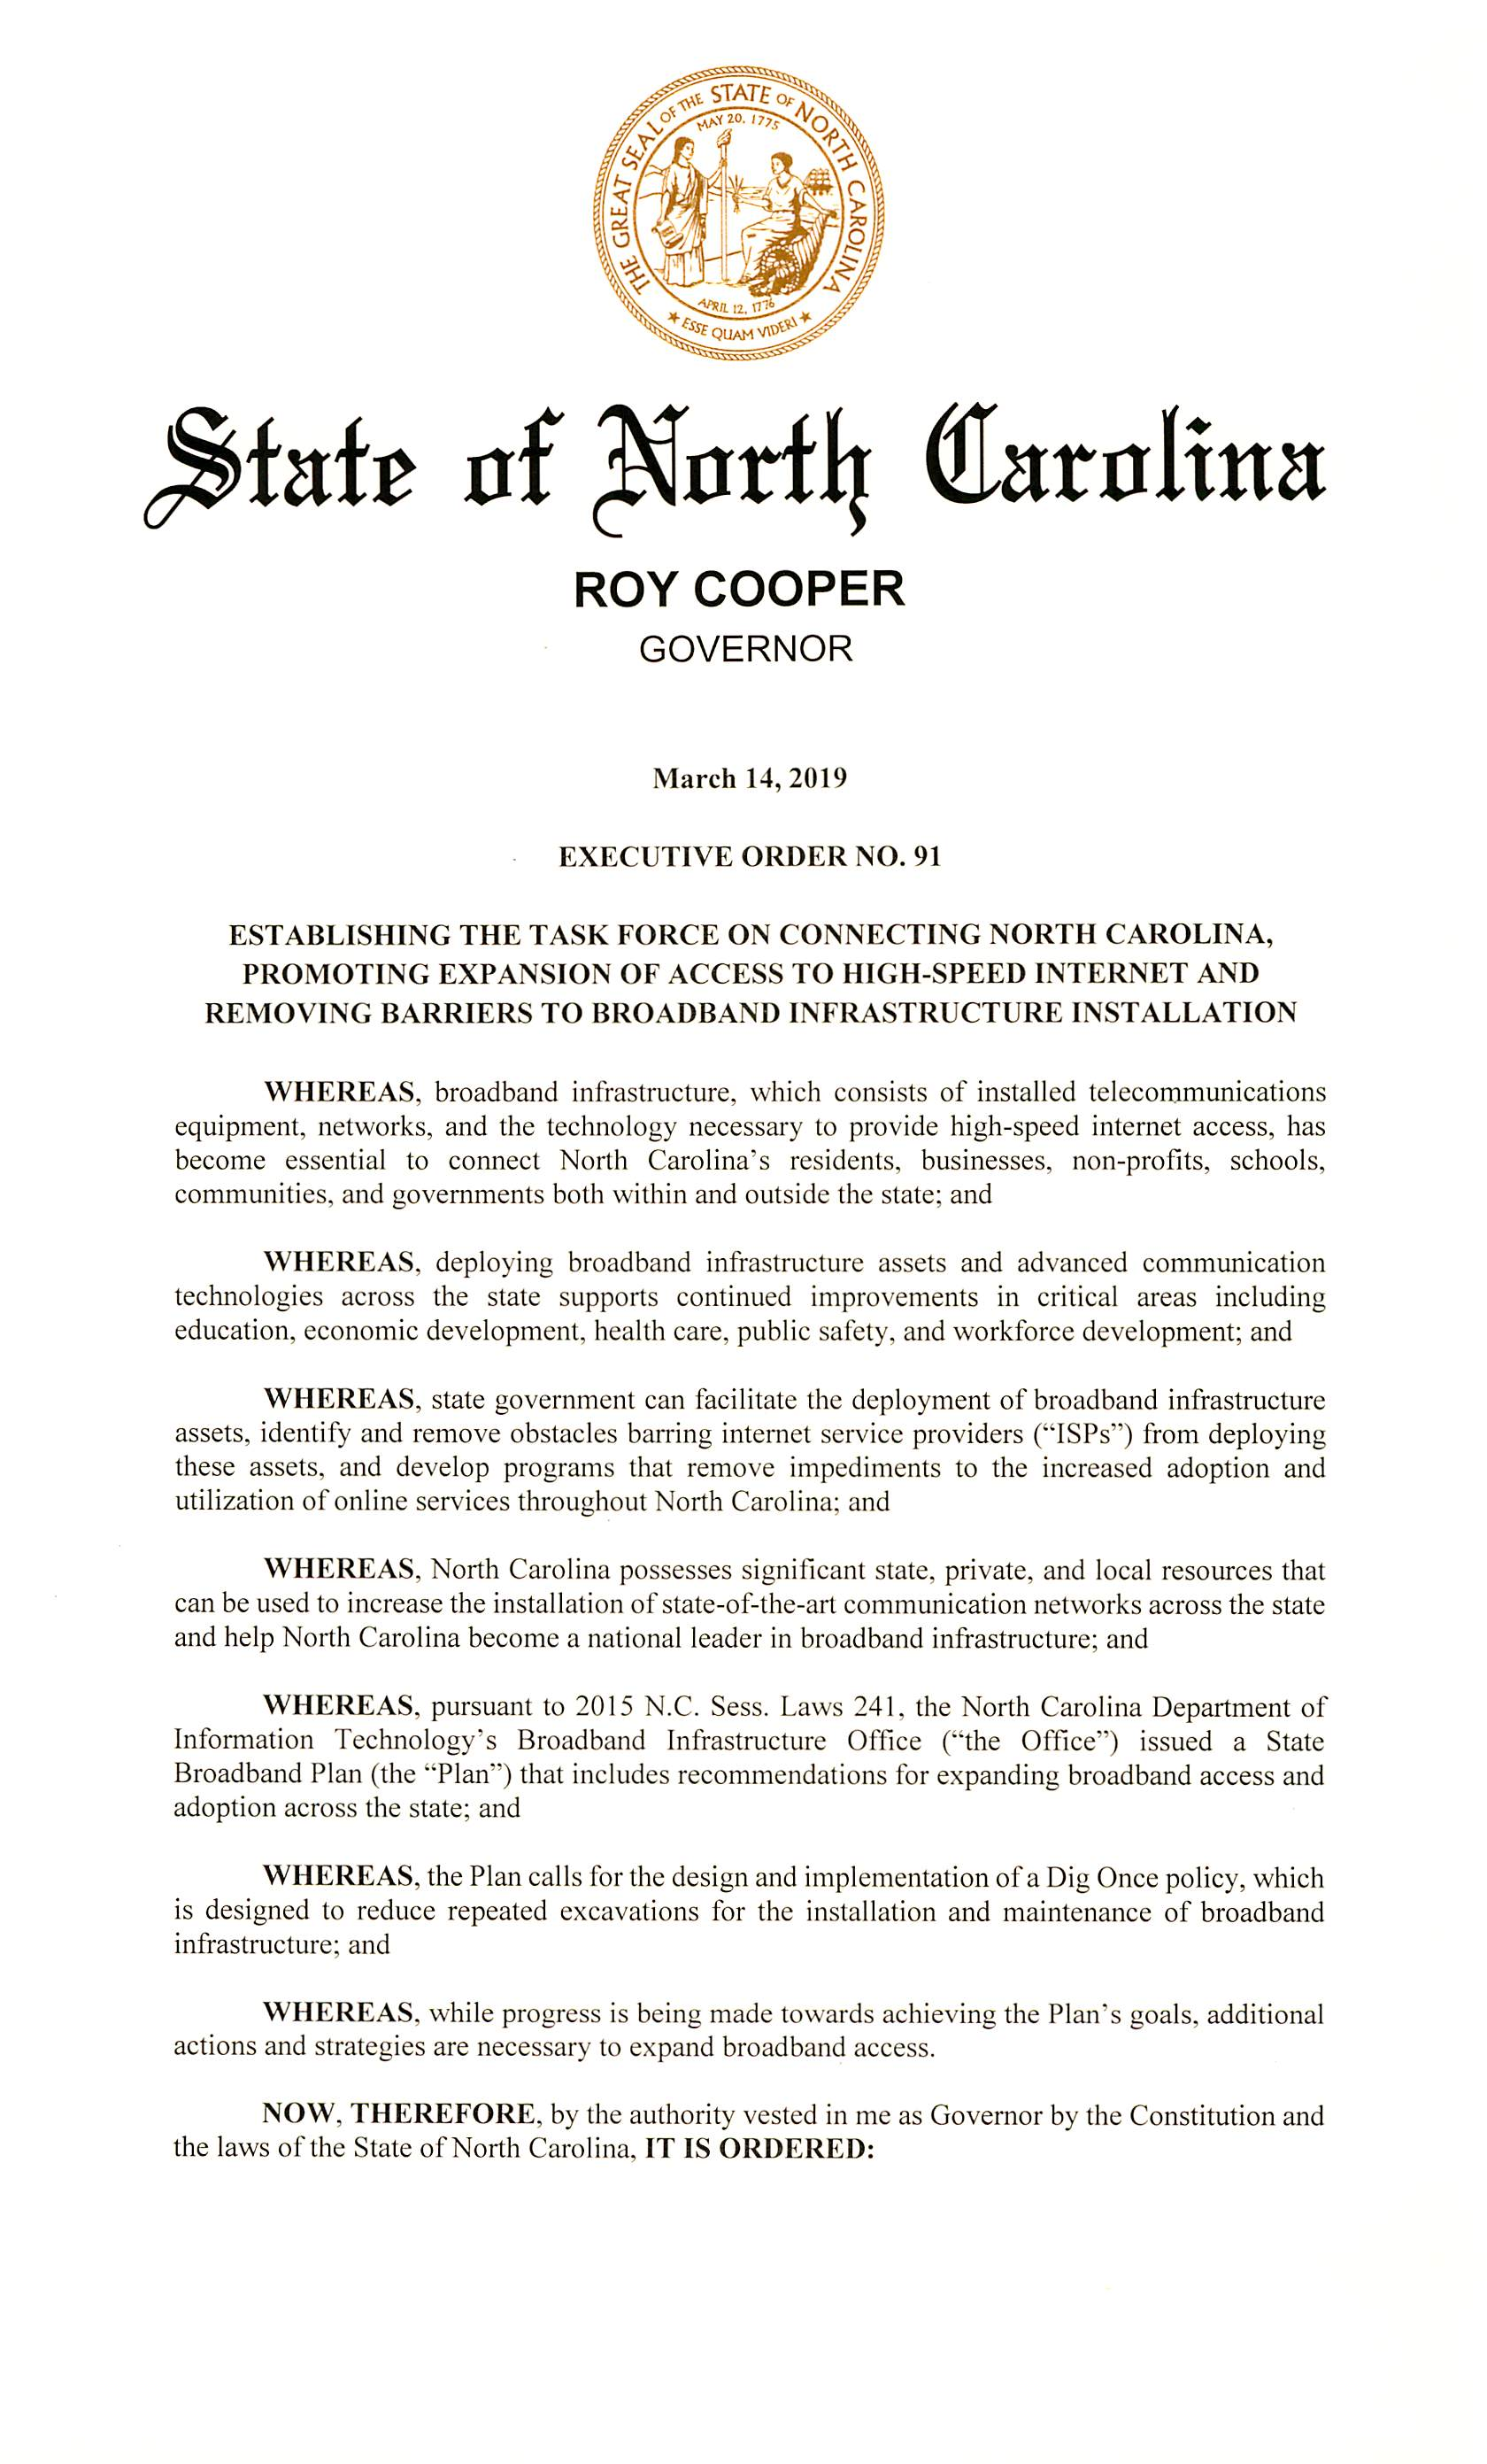 THE GREAT SEAL OF THE STATE OF NORTH CAROLINA
MAY 20, 1775
APRIL 12, 1776
★ ESSE QUAM VIDERI ★
State of North Carolina
ROY COOPER
GOVERNOR
March 14, 2019
EXECUTIVE ORDER NO. 91
ESTABLISHING THE TASK FORCE ON CONNECTING NORTH CAROLINA,
PROMOTING EXPANSION OF ACCESS TO HIGH-SPEED INTERNET AND
REMOVING BARRIERS TO BROADBAND INFRASTRUCTURE INSTALLATION
WHEREAS, broadband infrastructure, which consists of installed telecommunications
equipment, networks, and the technology necessary to provide high-speed internet access, has
become essential to connect North Carolina's residents, businesses, non-profits, schools,
communities, and governments both within and outside the state; and
WHEREAS, deploying broadband infrastructure assets and advanced communication
technologies across the state supports continued improvements in critical areas including
education, economic development, health care, public safety, and workforce development; and
WHEREAS, state government can facilitate the deployment of broadband infrastructure
assets, identify and remove obstacles barring internet service providers (“ISPs”) from deploying
these assets, and develop programs that remove impediments to the increased adoption and
utilization of online services throughout North Carolina; and
WHEREAS, North Carolina possesses significant state, private, and local resources that
can be used to increase the installation of state-of-the-art communication networks across the state
and help North Carolina become a national leader in broadband infrastructure; and
WHEREAS, pursuant to 2015 N.C. Sess. Laws 241, the North Carolina Department of
Information Technology's Broadband Infrastructure Office (“the Office”) issued a State
Broadband Plan (the “Plan”) that includes recommendations for expanding broadband access and
adoption across the state; and
WHEREAS, the Plan calls for the design and implementation of a Dig Once policy, which
is designed to reduce repeated excavations for the installation and maintenance of broadband
infrastructure; and
WHEREAS, while progress is being made towards achieving the Plan's goals, additional
actions and strategies are necessary to expand broadband access.
NOW, THEREFORE, by the authority vested in me as Governor by the Constitution and
the laws of the State of North Carolina, IT IS ORDERED: